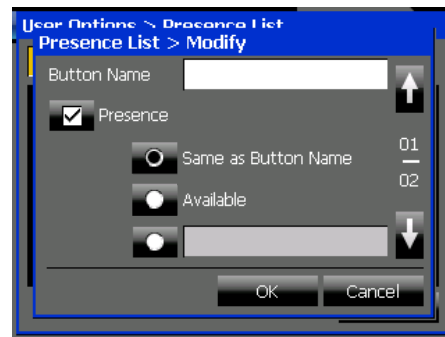 User Options > Presence List
Presence List > Modify
Button Name
Presence
Same as Button Name
01
02
Available
OK Cancel